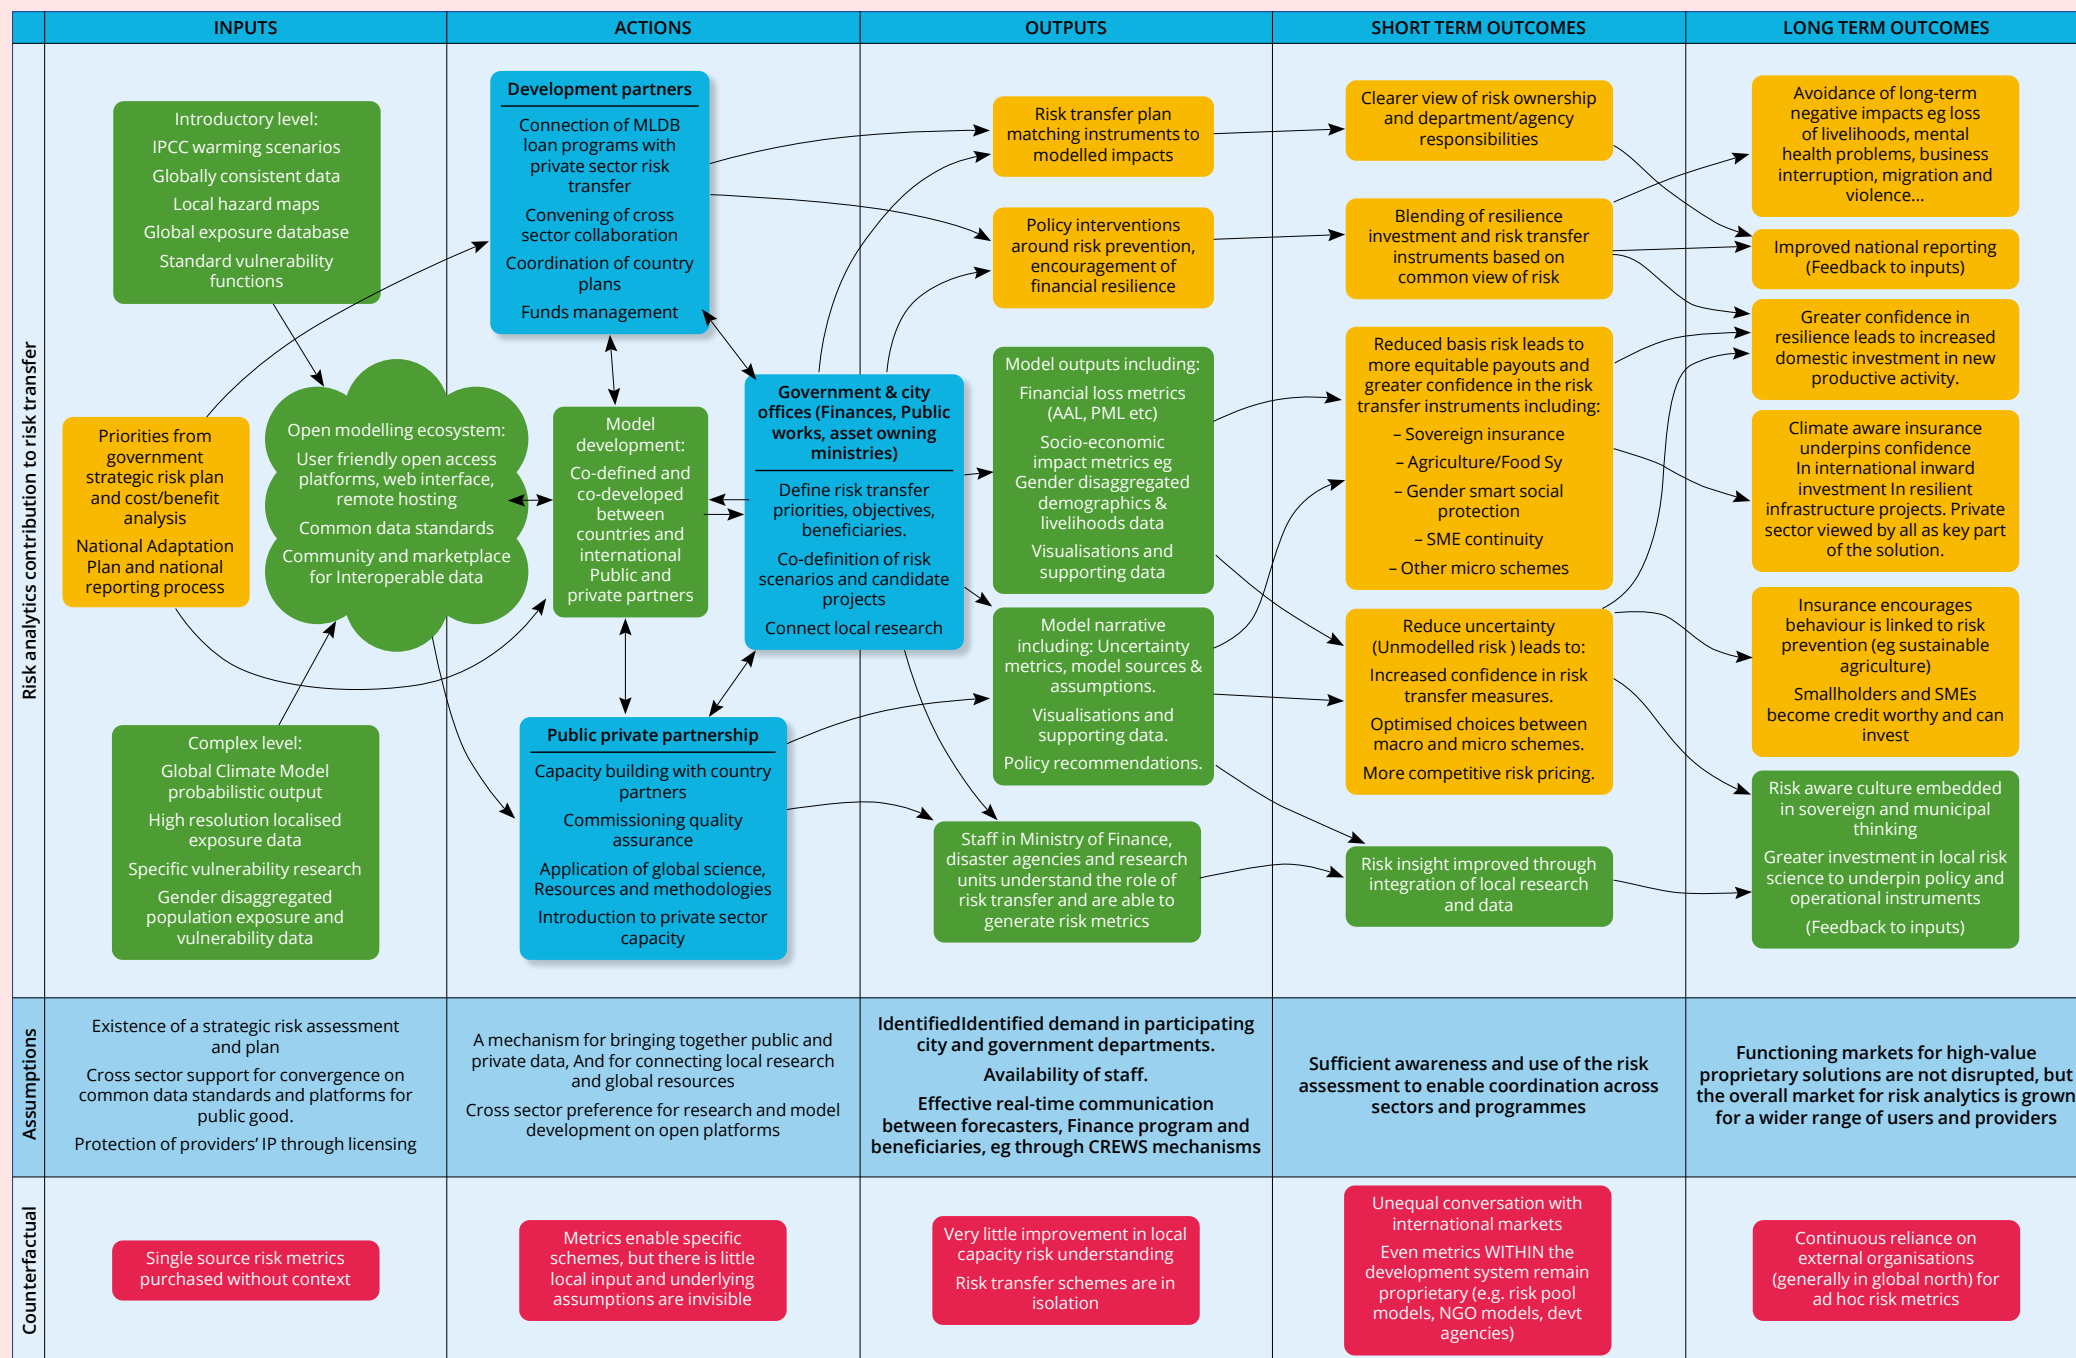 INPUTS
ACTIONS
OUTPUTS
SHORT TERM OUTCOMES
LONG TERM OUTCOMES
Risk analytics contribution to risk transfer
Introductory level:
IPCC warming scenarios
Globally consistent data
Local hazard maps
Global exposure database
Standard vulnerability
functions
Priorities from
government
strategic risk plan
and cost/benefit
analysis
National Adaptation
Plan and national
reporting process
Open modelling ecosystem:
User friendly open access
platforms, web interface,
remote hosting
Common data standards
Community and marketplace
for Interoperable data
Complex level:
Global Climate Model
probabilistic output
High resolution localised
exposure data
Specific vulnerability research
Gender disaggregated
population exposure and
vulnerability data
Development partners
Connection of MLDB
loan programs with
private sector risk
transfer
Convening of cross
sector collaboration
Coordination of country
plans
Funds management
Model
development:
Co-defined and
co-developed
between
countries and
international
Public and
private partners
Government & city
offices (Finances, Public
works, asset owning
ministries)
Define risk transfer
priorities, objectives,
beneficiaries.
Co-definition of risk
scenarios and candidate
projects
Connect local research
Public private partnership
Capacity building with country
partners
Commissioning quality
assurance
Application of global science,
Resources and methodologies
Introduction to private sector
capacity
Risk transfer plan
matching instruments to
modelled impacts
Policy interventions
around risk prevention,
encouragement of
financial resilience
Model outputs including:
Financial loss metrics
(AAL, PML etc)
Socio-economic
impact metrics eg
Gender disaggregated
demographics &
livelihoods data
Visualisations and
supporting data
Model narrative
including: Uncertainty
metrics, model sources &
assumptions.
Visualisations and
supporting data.
Policy recommendations.
Staff in Ministry of Finance,
disaster agencies and research
units understand the role of
risk transfer and are able to
generate risk metrics
Clearer view of risk ownership
and department/agency
responsibilities
Blending of resilience
investment and risk transfer
instruments based on
common view of risk
Reduced basis risk leads to
more equitable payouts and
greater confidence in the risk
transfer instruments including:
– Sovereign insurance
– Agriculture/Food Sy
– Gender smart social
protection
– SME continuity
– Other micro schemes
Reduce uncertainty
(Unmodelled risk ) leads to:
Increased confidence in risk
transfer measures.
Optimised choices between
macro and micro schemes.
More competitive risk pricing.
Risk insight improved through
integration of local research
and data
Avoidance of long-term
negative impacts eg loss
of livelihoods, mental
health problems, business
interruption, migration and
violence...
Improved national reporting
(Feedback to inputs)
Greater confidence in
resilience leads to increased
domestic investment in new
productive activity.
Climate aware insurance
underpins confidence
In international inward
investment In resilient
infrastructure projects. Private
sector viewed by all as key part
of the solution.
Insurance encourages
behaviour is linked to risk
prevention (eg sustainable
agriculture)
Smallholders and SMEs
become credit worthy and can
invest
Risk aware culture embedded
in sovereign and municipal
thinking
Greater investment in local risk
science to underpin policy and
operational instruments
(Feedback to inputs)
Assumptions
Existence of a strategic risk assessment
and plan
Cross sector support for convergence on
common data standards and platforms for
public good.
Protection of providers’ IP through licensing
A mechanism for bringing together public and
private data, And for connecting local research
and global resources
Cross sector preference for research and model
development on open platforms
IdentifiedIdentified demand in participating
city and government departments.
Availability of staff.
Effective real-time communication
between forecasters, Finance program and
beneficiaries, eg through CREWS mechanisms
Sufficient awareness and use of the risk
assessment to enable coordination across
sectors and programmes
Functioning markets for high-value
proprietary solutions are not disrupted, but
the overall market for risk analytics is grown
for a wider range of users and providers
Counterfactual
Single source risk metrics
purchased without context
Metrics enable specific
schemes, but there is little
local input and underlying
assumptions are invisible
Very little improvement in local
capacity risk understanding
Risk transfer schemes are in
isolation
Unequal conversation with
international markets
Even metrics WITHIN the
development system remain
proprietary (e.g. risk pool
models, NGO models, devt
agencies)
Continuous reliance on
external organisations
(generally in global north) for
ad hoc risk metrics